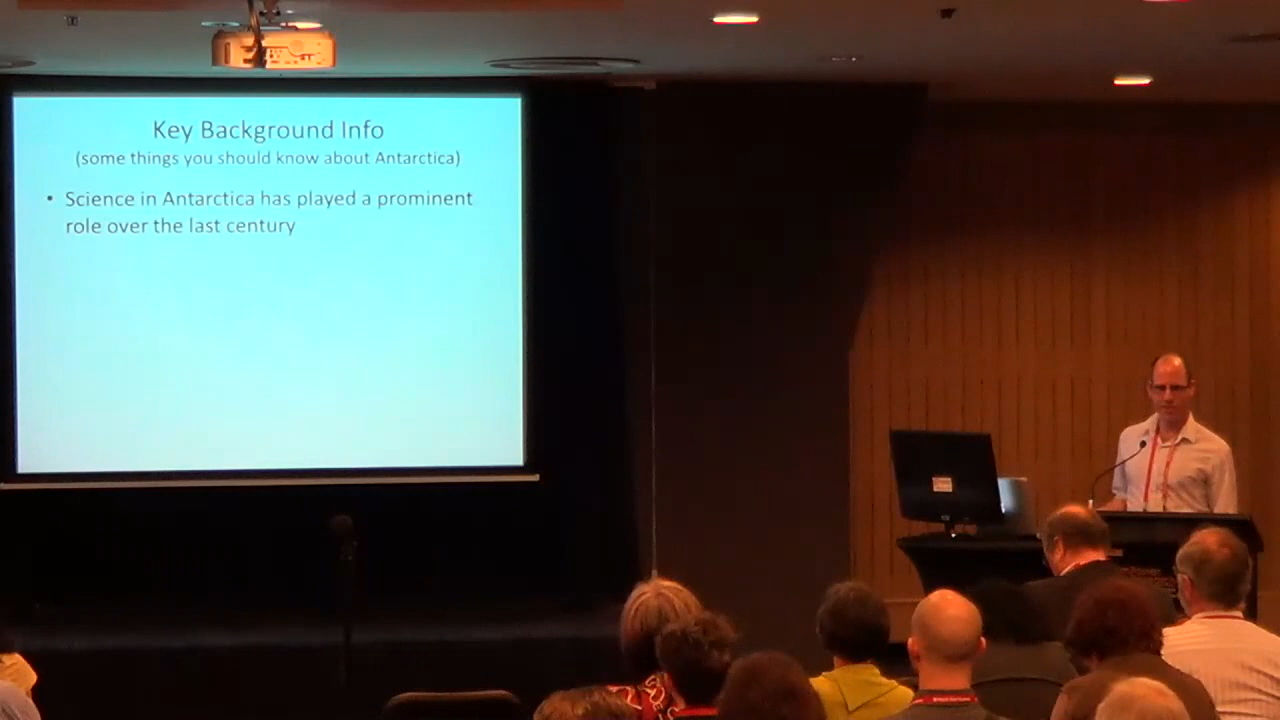 Key Background Info
(some things you should know about Antarctica)
• Science in Antarctica has played a prominent
role over the last century